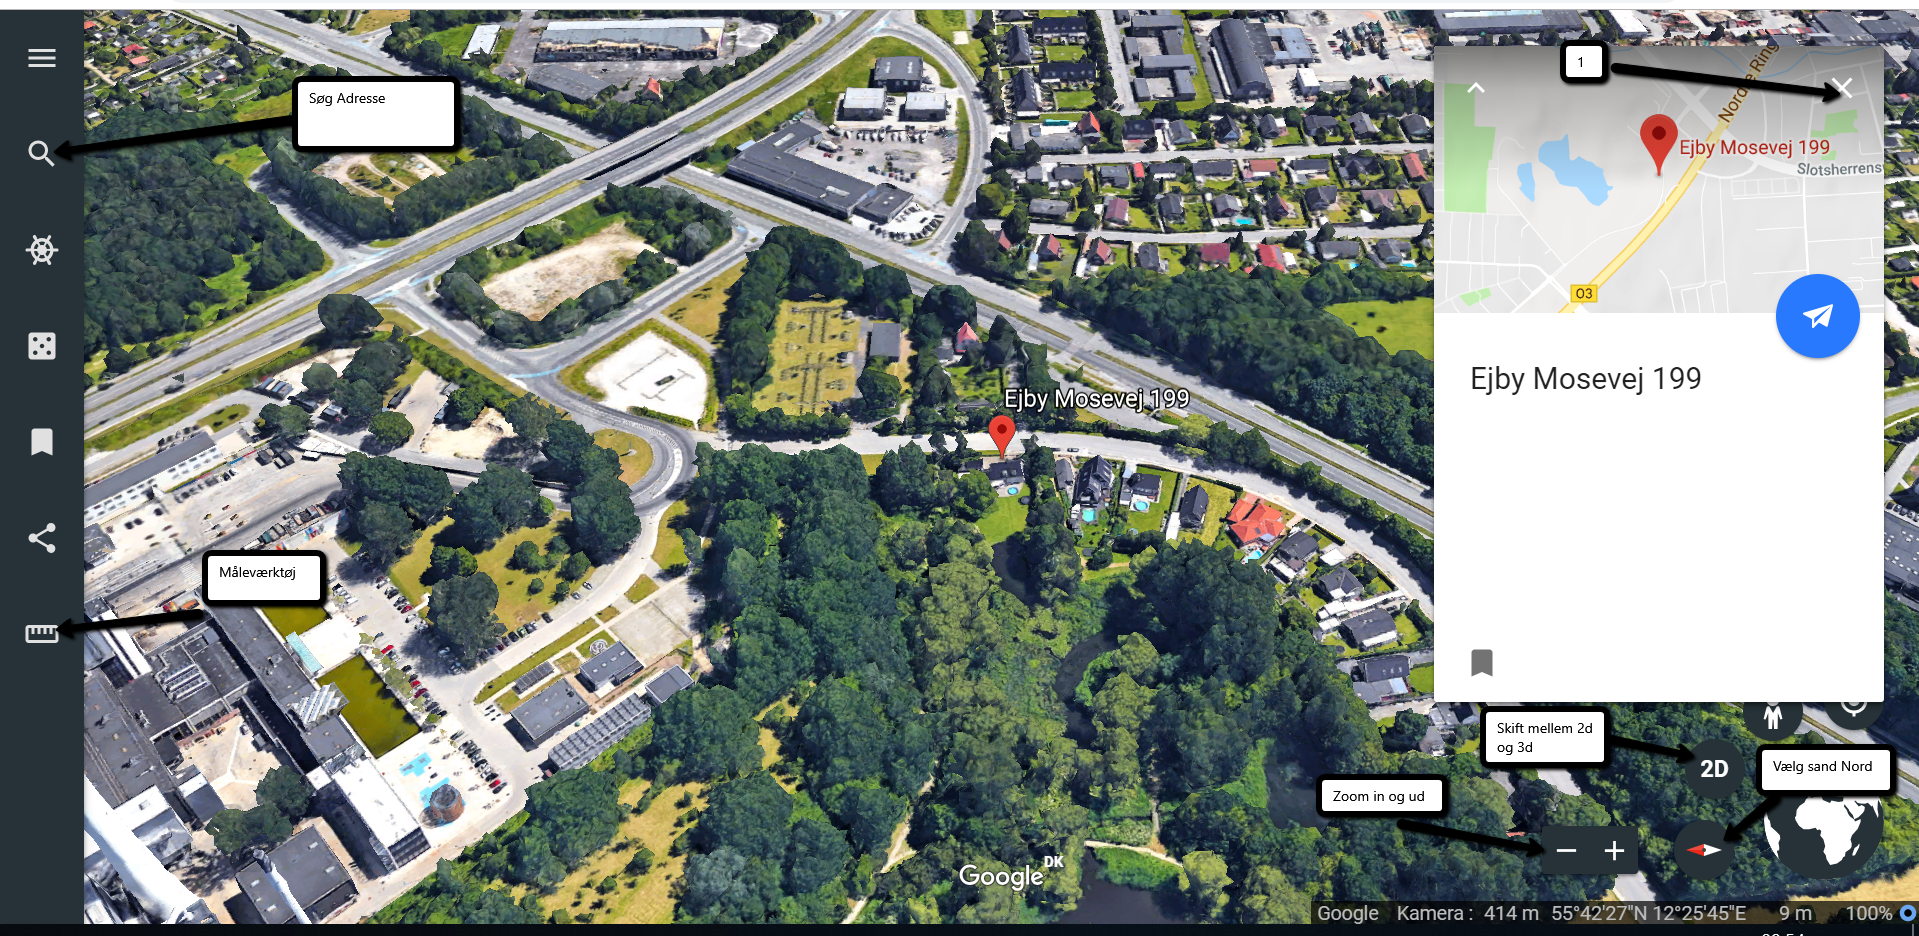 1
Søg Adresse
Norde Ring
Ejby Mosevej 199
Slotsherrens
O3
Ejby Mosevej 199
Ejby Mosevej 199
Måleværktøj
Skift mellem 2d
og 3d
2D
Vælg sand Nord
Zoom in og ud
DK
Google
Google Kamera : 414 m 55°42'27"N 12°25'45"E 9 m 100%